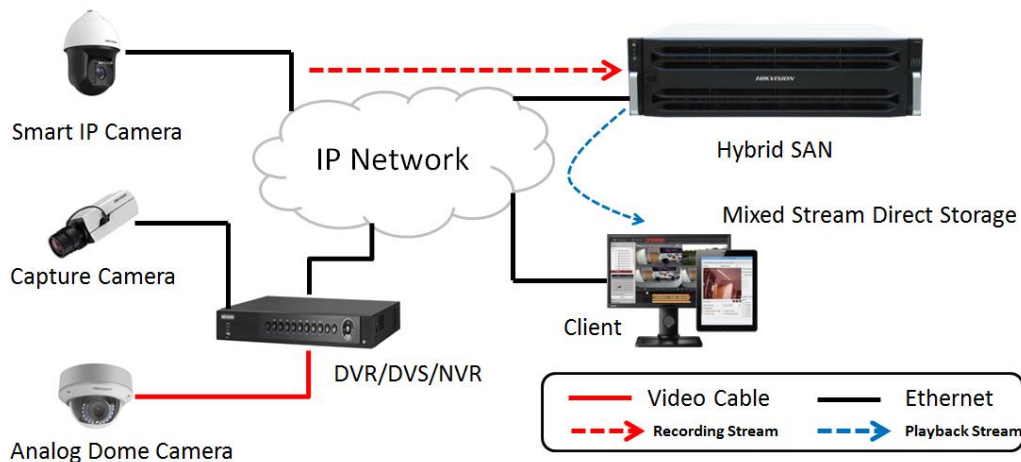 Smart IP Camera
IP Network
HIKVISION
Hybrid SAN
Mixed Stream Direct Storage
Capture Camera
Client
DVR/DVS/NVR
Analog Dome Camera
Video Cable
Ethernet
Recording Stream
Playback Stream